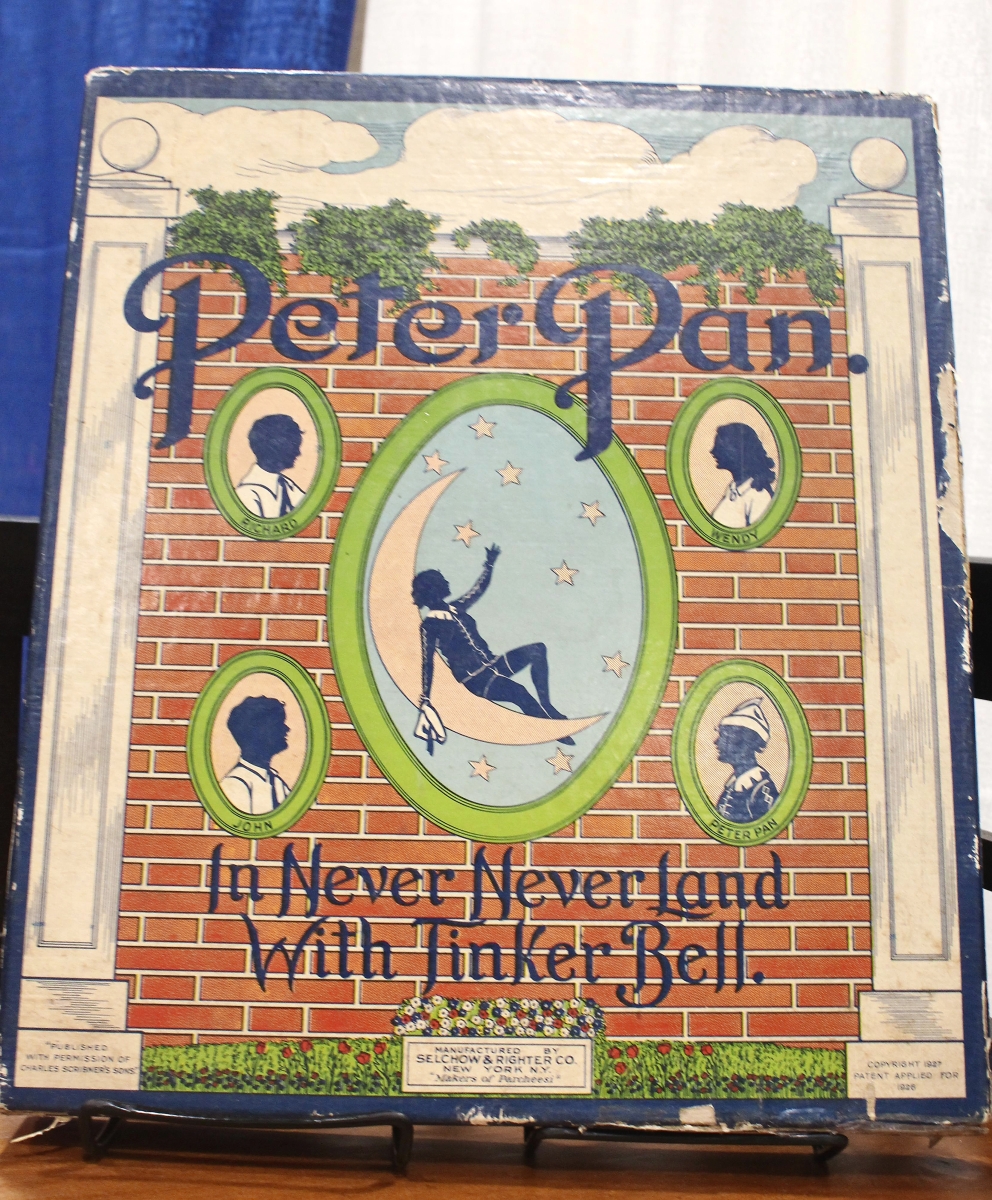 Peter Pan.
RICHARD
WENDY
JOHN
PETER PAN
In Never Never Land
With Tinker Bell.
"PUBLISHED
WITH PERMISSION OF
CHARLES SCRIBNER'S SONS"
MANUFACTURED BY
SELCHOW & RIGHTER CO.
NEW YORK N.Y.
"Makers of Parcheesi"
COPYRIGHT 1927
PATENT APPLIED FOR
1926